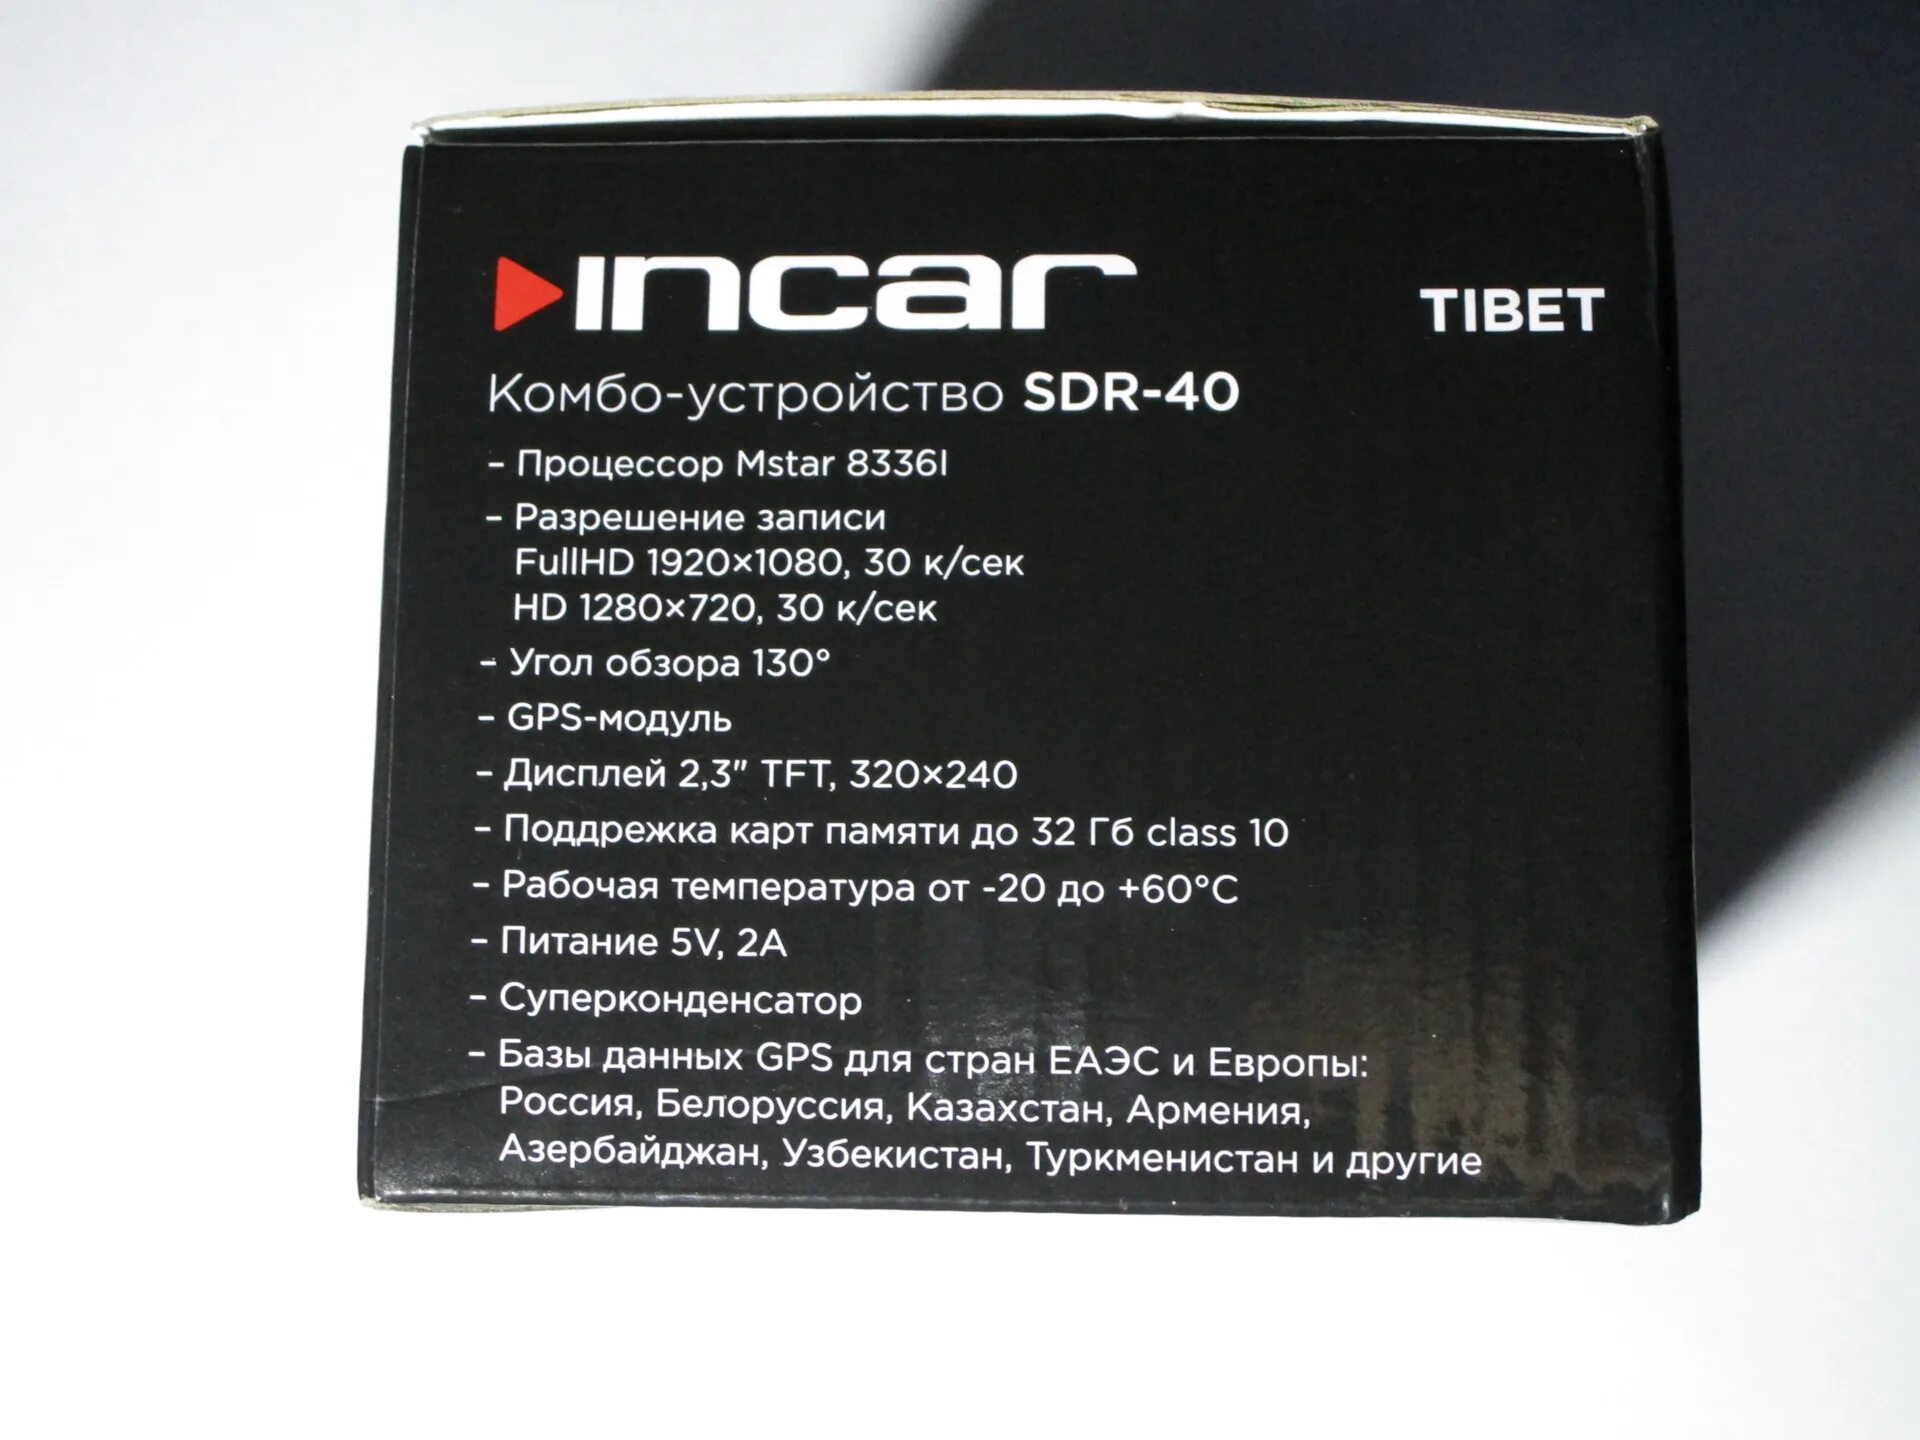 incar
TIBET
Комбо-устройство SDR-40
– Процессор Mstar 8336I
– Разрешение записи
FullHD 1920×1080, 30 к/сек
HD 1280×720, 30 к/сек
– Угол обзора 130°
– GPS-модуль
– Дисплей 2,3" TFT, 320×240
– Поддрежка карт памяти до 32 Гб class 10
– Рабочая температура от -20 до +60°C
– Питание 5V, 2A
– Суперконденсатор
– Базы данных GPS для стран ЕАЭС и Европы:
Россия, Белоруссия, Казахстан, Армения,
Азербайджан, Узбекистан, Туркменистан и другие